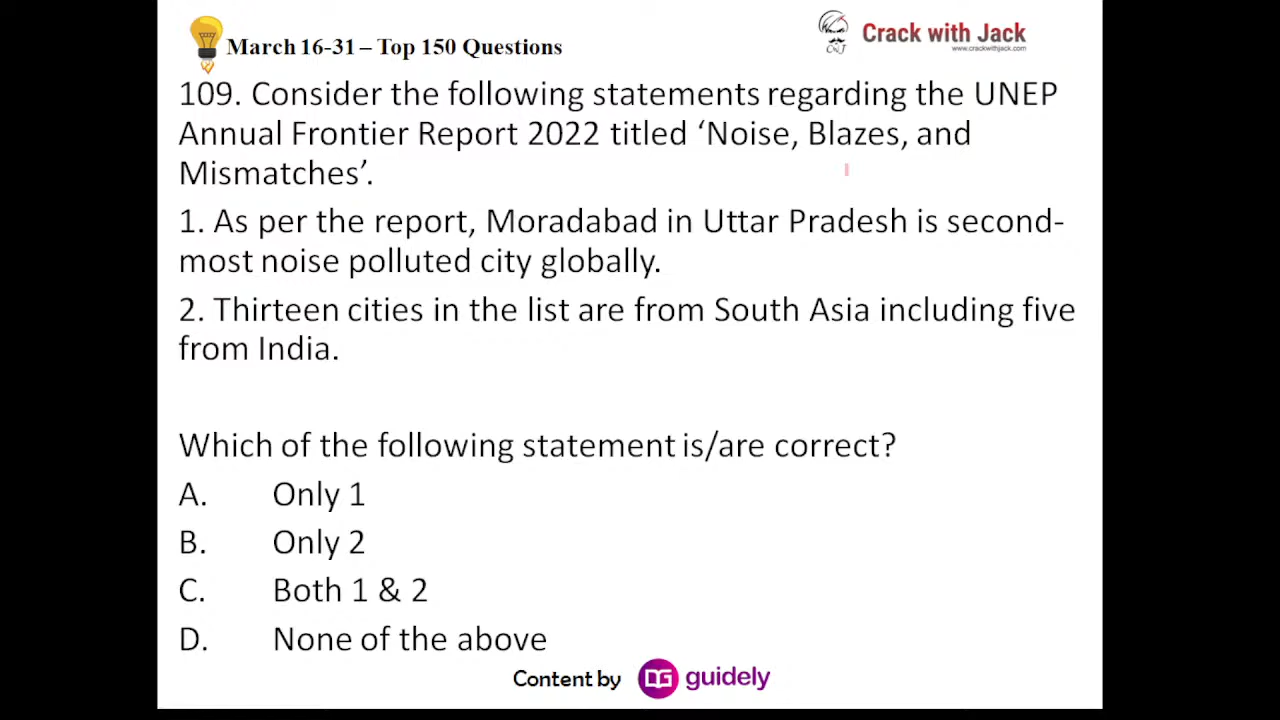 March 16-31 – Top 150 Questions
CWJ
Crack with Jack
www.crackwithjack.com
109. Consider the following statements regarding the UNEP
Annual Frontier Report 2022 titled ‘Noise, Blazes, and
Mismatches’.
1. As per the report, Moradabad in Uttar Pradesh is second-
most noise polluted city globally.
2. Thirteen cities in the list are from South Asia including five
from India.
Which of the following statement is/are correct?
A. Only 1
B. Only 2
C. Both 1 & 2
D. None of the above
Content by guidely